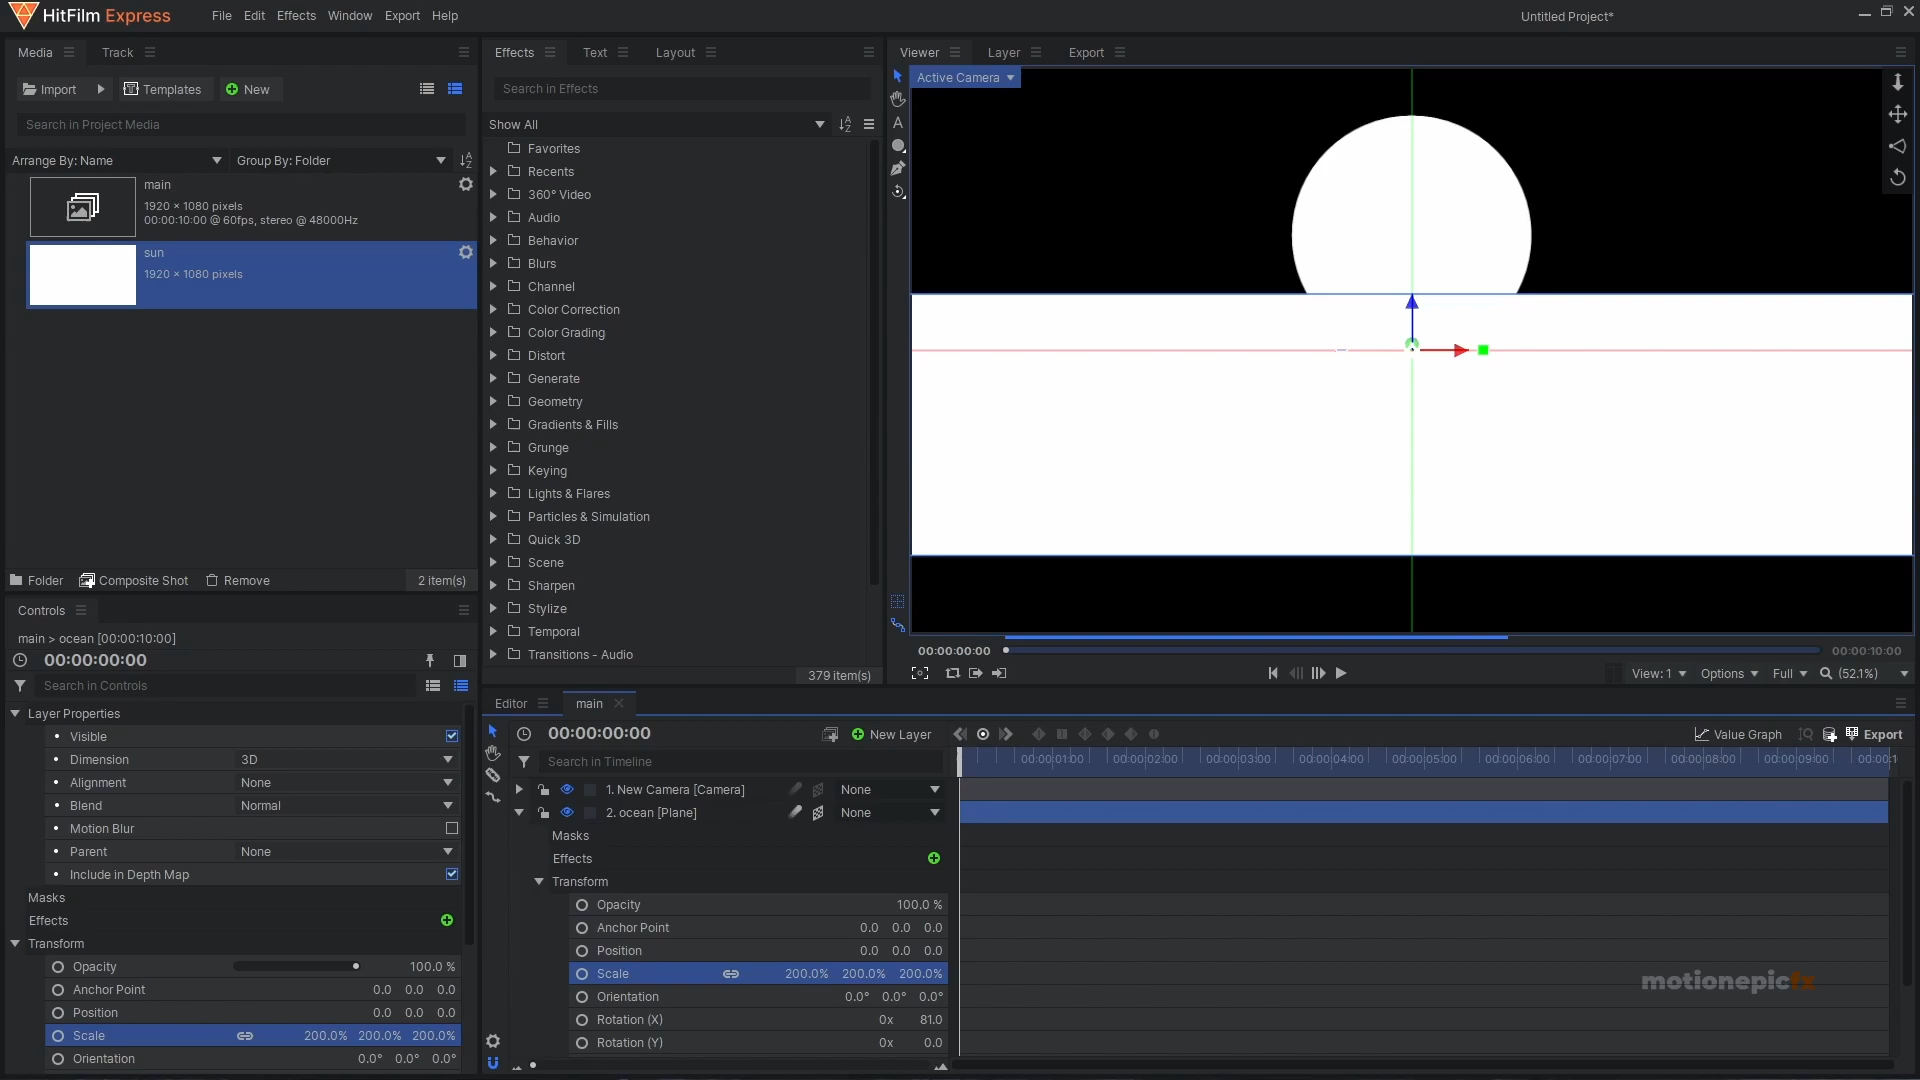 HitFilm Express
File Edit Effects Window Export Help
Untitled Project*
Media Track
Import Templates New
Search in Project Media
Arrange By: Name Group By: Folder
main
1920 × 1080 pixels
00:00:10:00 @ 60fps, stereo @ 48000Hz
sun
1920 × 1080 pixels
Folder Composite Shot Remove 2 item(s)
Controls
main > ocean [00:00:10:00]
00:00:00:00
Search in Controls
Layer Properties
Visible
Dimension 3D
Alignment None
Blend Normal
Motion Blur
Parent None
Include in Depth Map
Masks
Effects
Transform
Opacity 100.0 %
Anchor Point 0.0 0.0 0.0
Position 0.0 0.0 0.0
Scale 200.0% 200.0% 200.0%
Orientation 0.0° 0.0° 0.0°
Effects Text Layout
Search in Effects
Show All
Favorites
Recents
360° Video
Audio
Behavior
Blurs
Channel
Color Correction
Color Grading
Distort
Generate
Geometry
Gradients & Fills
Grunge
Keying
Lights & Flares
Particles & Simulation
Quick 3D
Scene
Sharpen
Stylize
Temporal
Transitions - Audio
379 item(s)
Viewer Layer Export
Active Camera
00:00:00:00 00:00:10:00
View: 1 Options Full (52.1%)
Editor main
00:00:00:00 New Layer Value Graph Export
Search in Timeline
00:00:01:00 00:00:02:00 00:00:03:00 00:00:04:00 00:00:05:00 00:00:06:00 00:00:07:00 00:00:08:00 00:00:09:00 00:00:1
1. New Camera [Camera] None
2. ocean [Plane] None
Masks
Effects
Transform
Opacity 100.0 %
Anchor Point 0.0 0.0 0.0
Position 0.0 0.0 0.0
Scale 200.0% 200.0% 200.0%
Orientation 0.0° 0.0° 0.0°
Rotation (X) 0x 81.0
Rotation (Y) 0x 0.0
motionepicfx